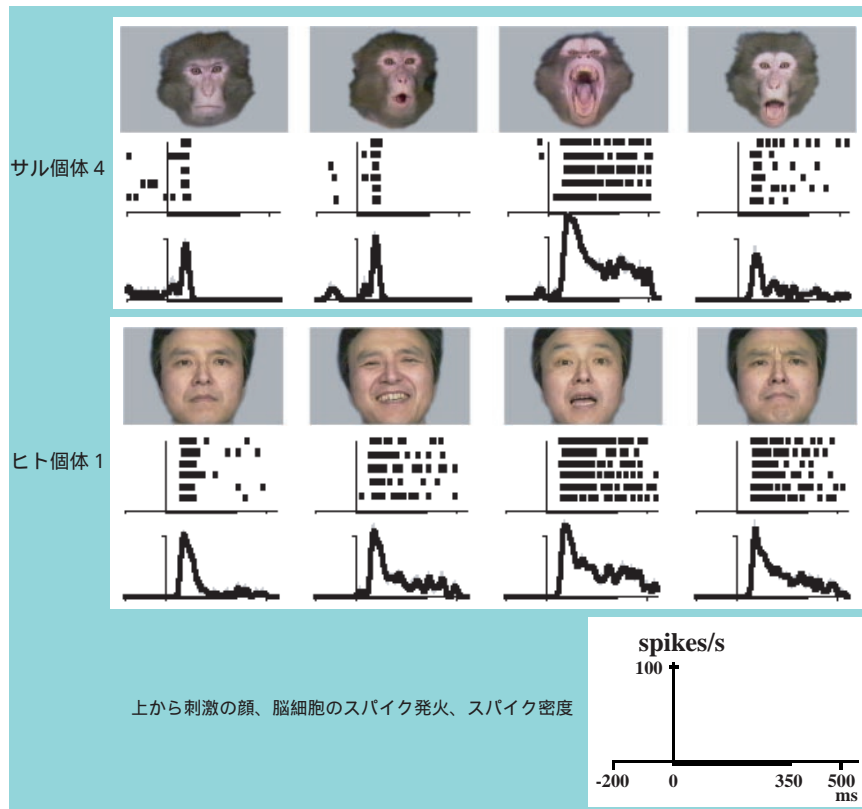 サル個体 4
ヒト個体 1
上から刺激の顔、脳細胞のスパイク発火、スパイク密度
spikes/s
100
-200 0 350 500
ms